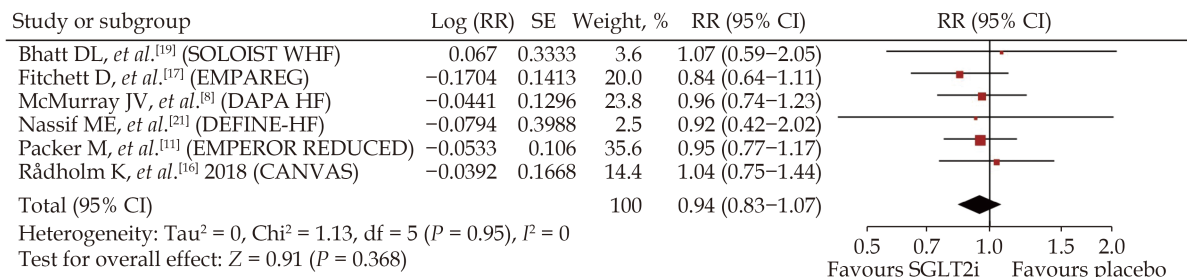 Study or subgroup Log (RR) SE Weight, % RR (95% CI) RR (95% CI)
Bhatt DL, et al.[19] (SOLOIST WHF) 0.067 0.3333 3.6 1.07 (0.59−2.05)
Fitchett D, et al.[17] (EMPAREG) −0.1704 0.1413 20.0 0.84 (0.64−1.11)
McMurray JV, et al.[8] (DAPA HF) −0.0441 0.1296 23.8 0.96 (0.74−1.23)
Nassif ME, et al.[21] (DEFINE-HF) −0.0794 0.3988 2.5 0.92 (0.42−2.02)
Packer M, et al.[11] (EMPEROR REDUCED) −0.0533 0.106 35.6 0.95 (0.77−1.17)
Rådholm K, et al.[16] 2018 (CANVAS) −0.0392 0.1668 14.4 1.04 (0.75−1.44)
Total (95% CI) 100 0.94 (0.83−1.07)
Heterogeneity: Tau² = 0, Chi² = 1.13, df = 5 (P = 0.95), I² = 0
Test for overall effect: Z = 0.91 (P = 0.368)
0.5 0.7 1.0 1.5 2.0
Favours SGLT2i Favours placebo